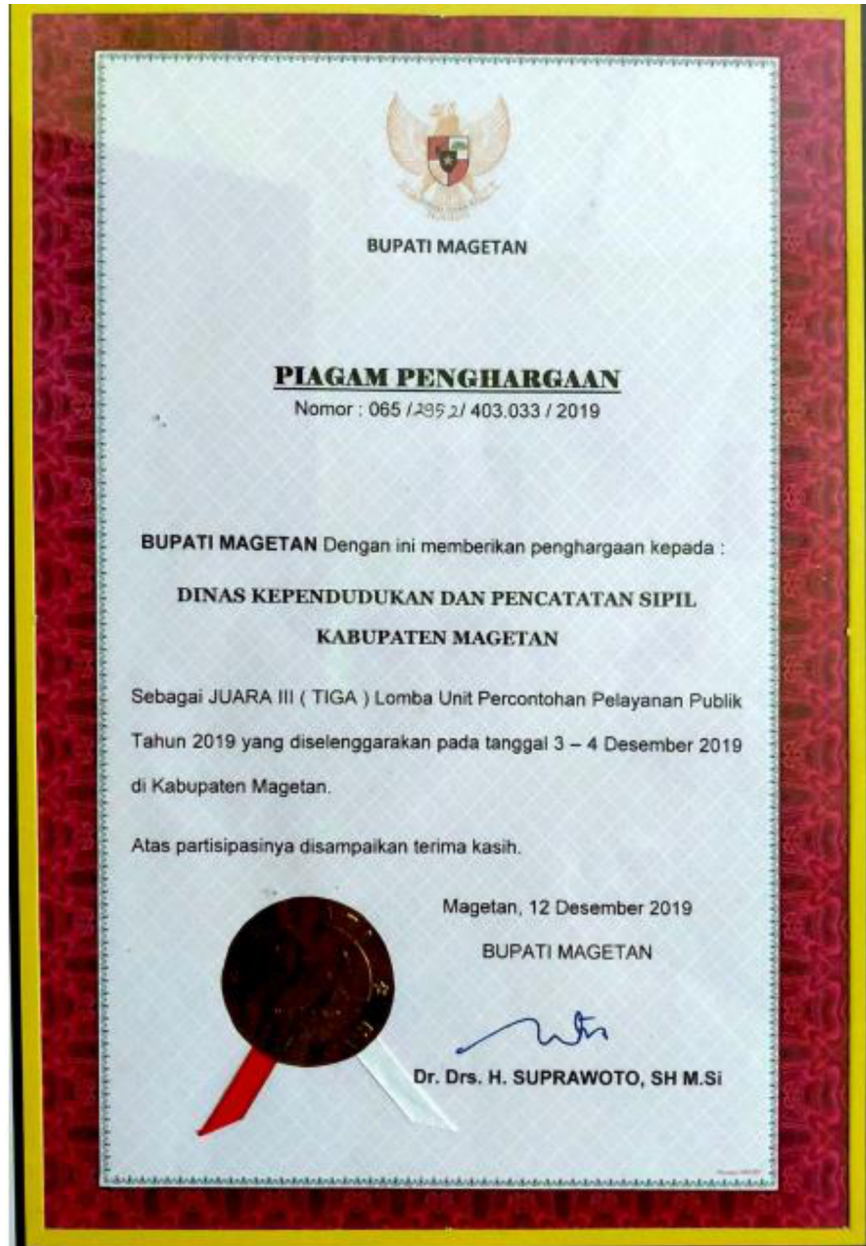 BUPATI MAGETAN
PIAGAM PENGHARGAAN
Nomor : 065 / 2952 / 403.033 / 2019
BUPATI MAGETAN Dengan ini memberikan penghargaan kepada :
DINAS KEPENDUDUKAN DAN PENCATATAN SIPIL
KABUPATEN MAGETAN
Sebagai JUARA III ( TIGA ) Lomba Unit Percontohan Pelayanan Publik
Tahun 2019 yang diselenggarakan pada tanggal 3 – 4 Desember 2019
di Kabupaten Magetan.
Atas partisipasinya disampaikan terima kasih.
Magetan, 12 Desember 2019
BUPATI MAGETAN
Dr. Drs. H. SUPRAWOTO, SH M.Si